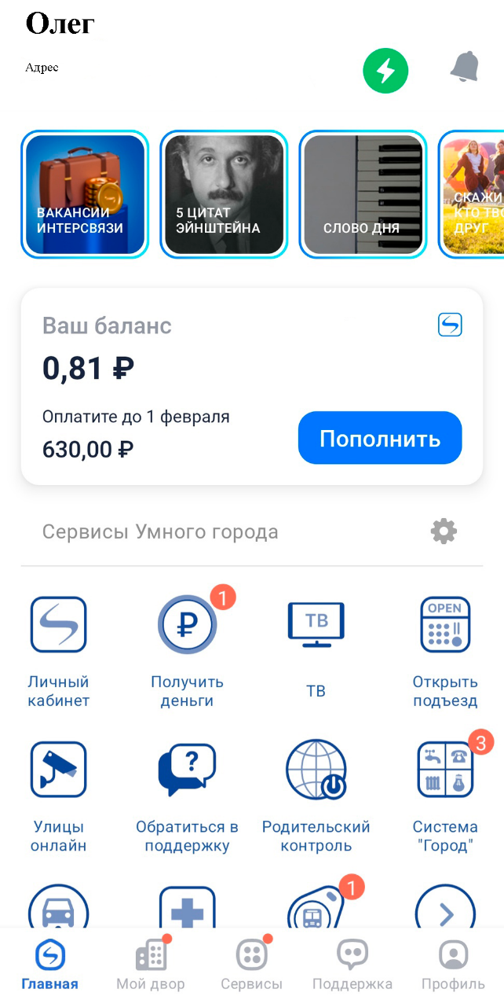 Олег
Адрес
ВАКАНСИИ
ИНТЕРСВЯЗИ
5 ЦИТАТ
ЭЙНШТЕЙНА
СЛОВО ДНЯ
СКАЖИ
КТО ТВО
ДРУГ
Ваш баланс
0,81 ₽
Оплатите до 1 февраля
630,00 ₽
Пополнить
Сервисы Умного города
1
₽
ТВ
OPEN
Личный
кабинет
Получить
деньги
ТВ
Открыть
подъезд
?
3
Улицы
онлайн
Обратиться в
поддержку
Родительский
контроль
Система
"Город"
1
Главная
Мой двор
Сервисы
Поддержка
Профиль